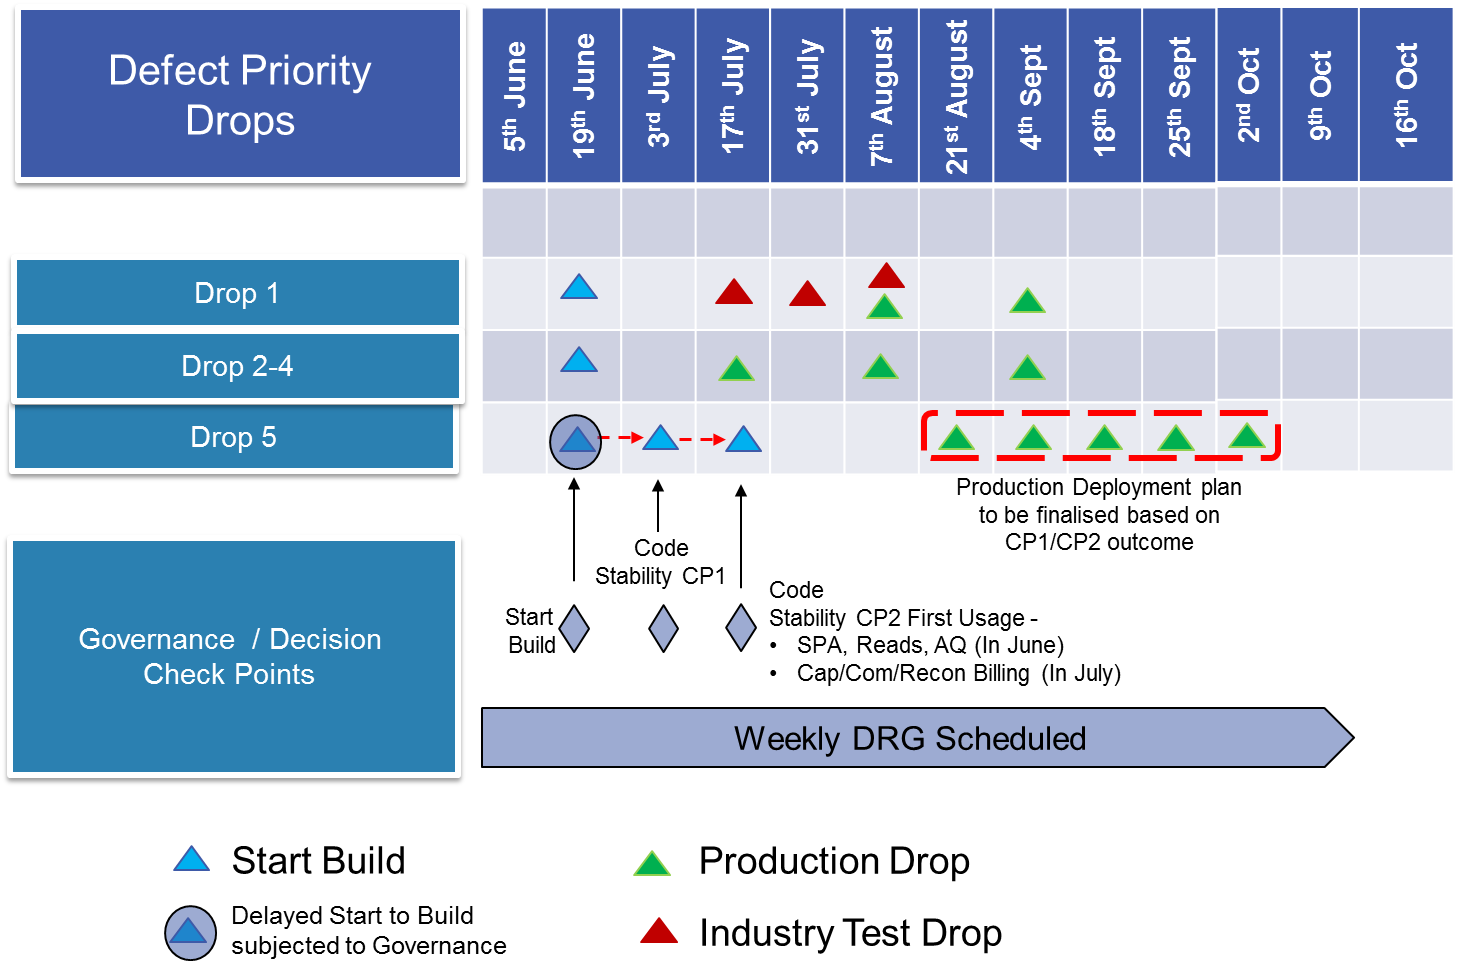 Defect Priority
Drops
5th June
19th June
3rd July
17th July
31st July
7th August
21st August
4th Sept
18th Sept
25th Sept
2nd Oct
9th Oct
16th Oct
Drop 1
Drop 2-4
Drop 5
Production Deployment plan
to be finalised based on
CP1/CP2 outcome
Code
Stability CP1
Start
Build
Code
Stability CP2 First Usage -
• SPA, Reads, AQ (In June)
• Cap/Com/Recon Billing (In July)
Governance / Decision
Check Points
Weekly DRG Scheduled
Start Build
Production Drop
Delayed Start to Build
subjected to Governance
Industry Test Drop